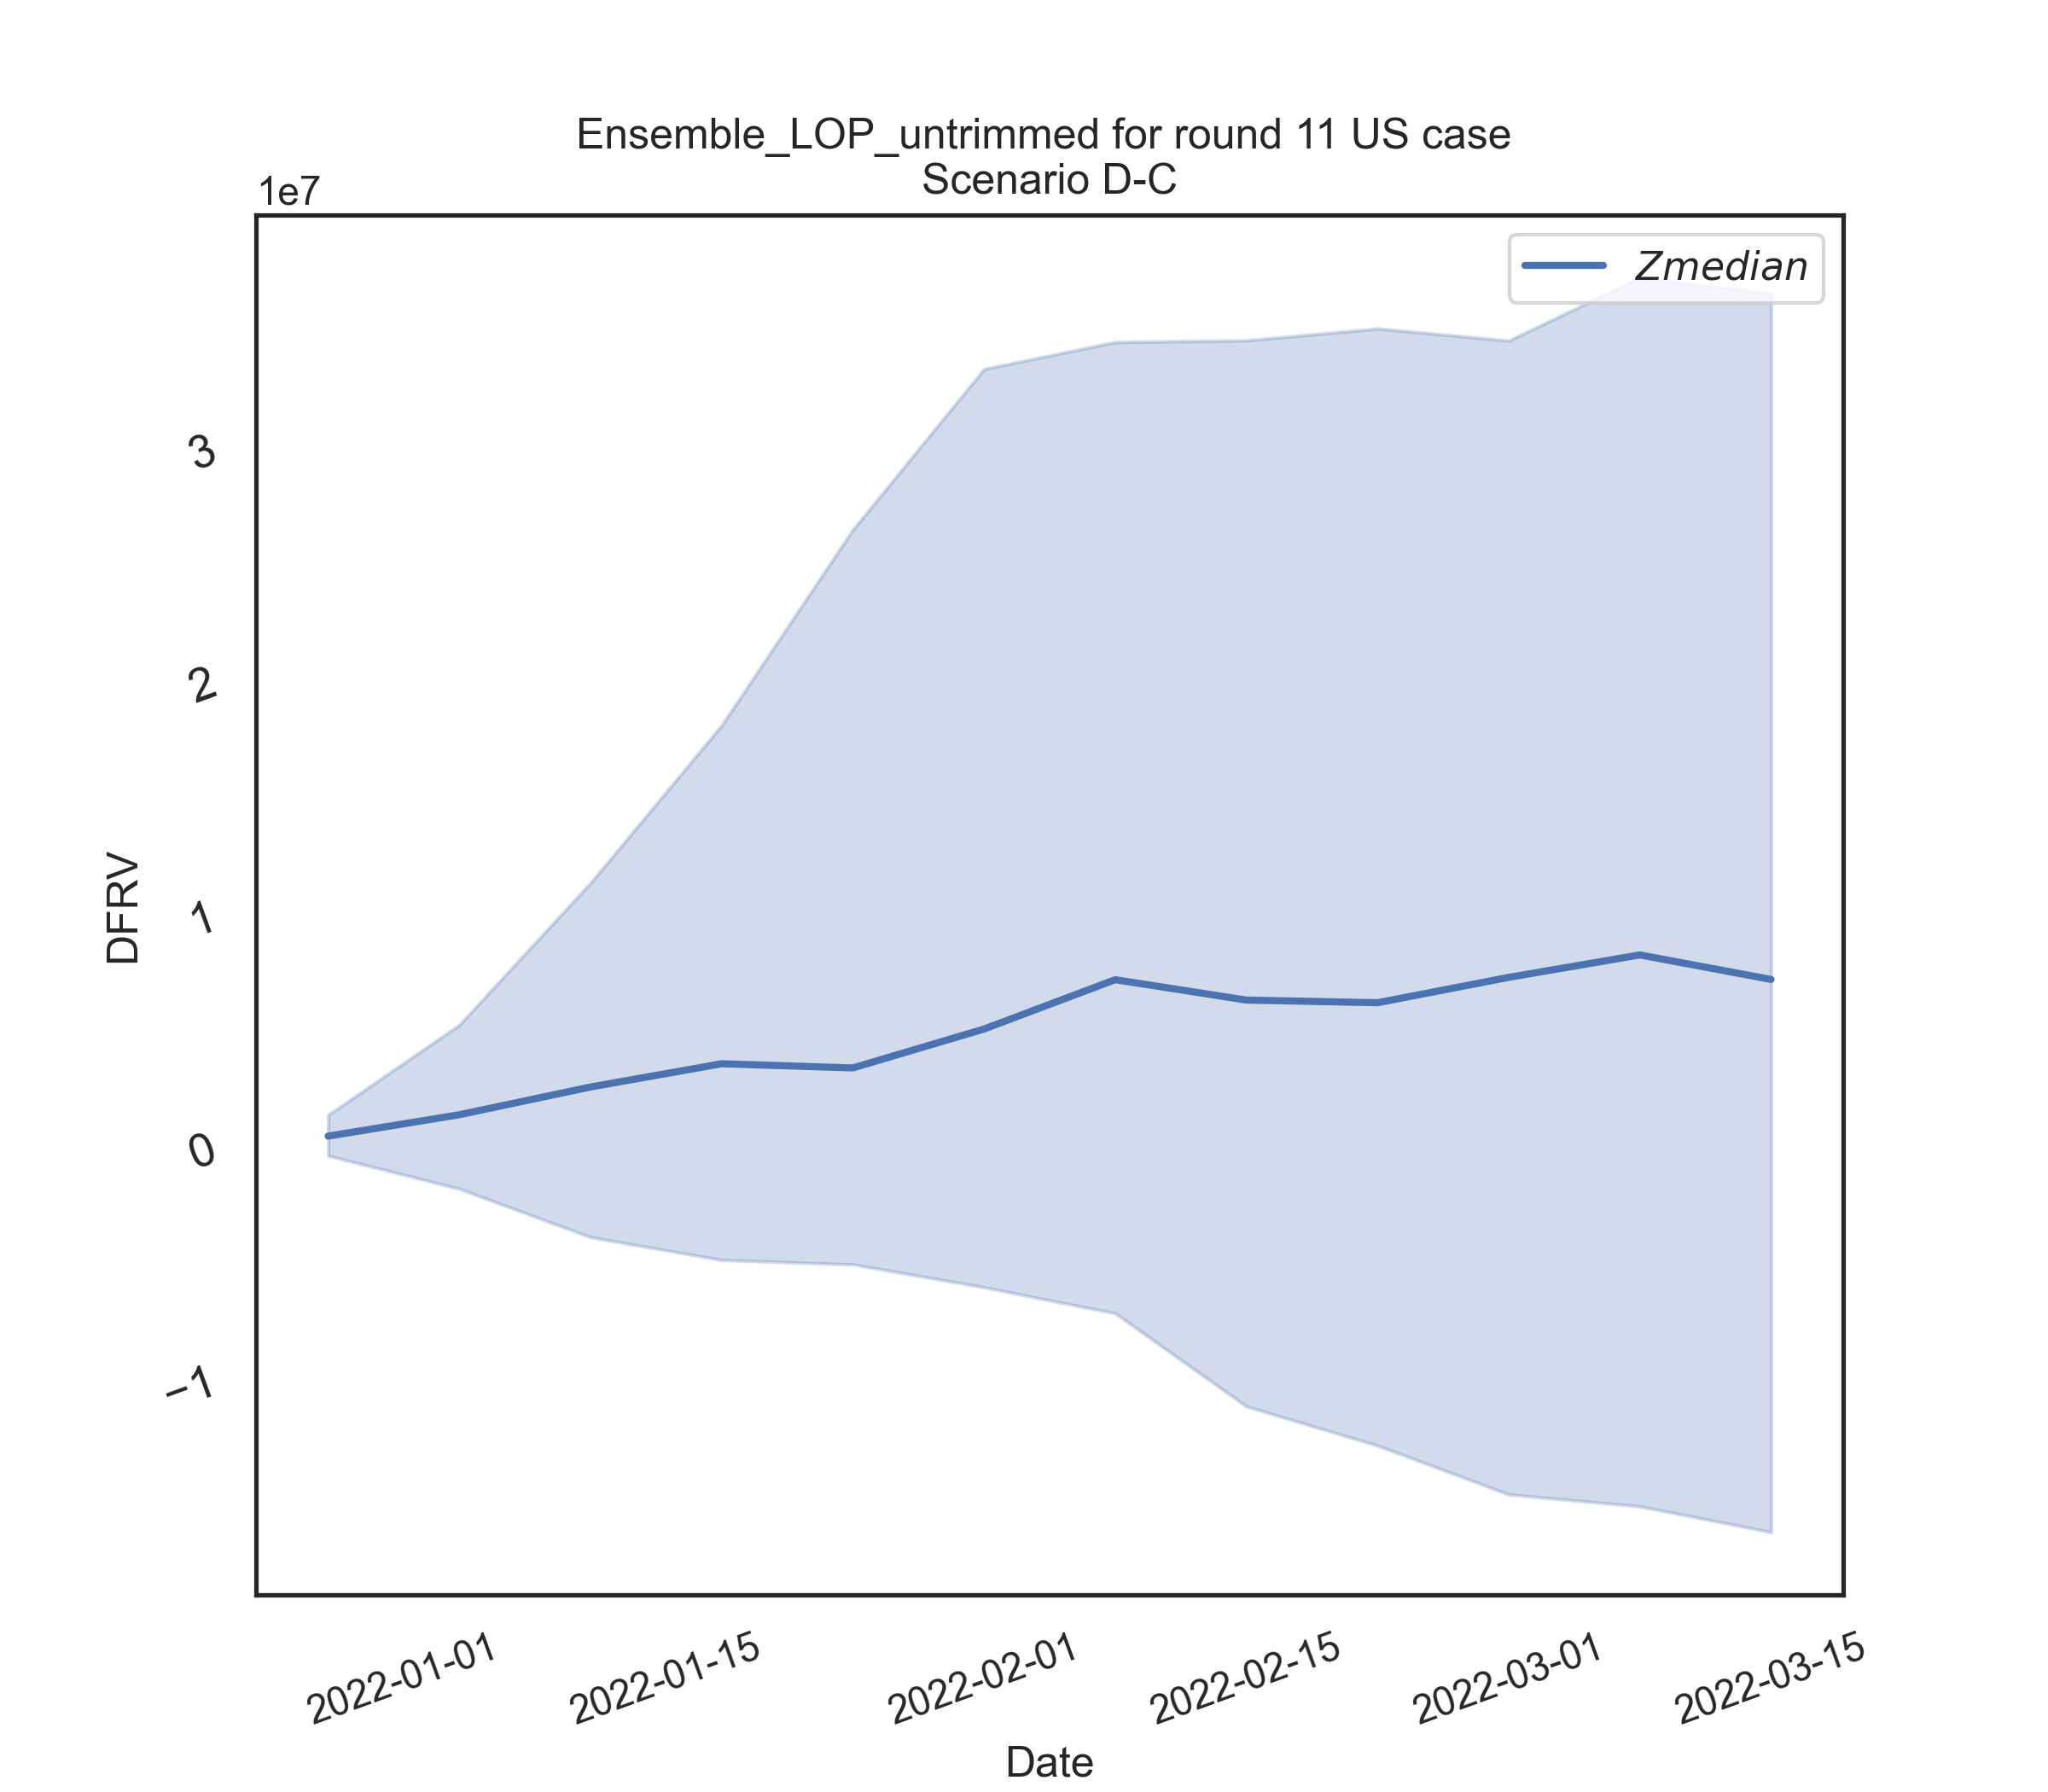 Ensemble_LOP_untrimmed for round 11 US case
Scenario D-C
1e7
Zmedian
3
2
1
0
−1
DFRV
2022-01-01
2022-01-15
2022-02-01
2022-02-15
2022-03-01
2022-03-15
Date